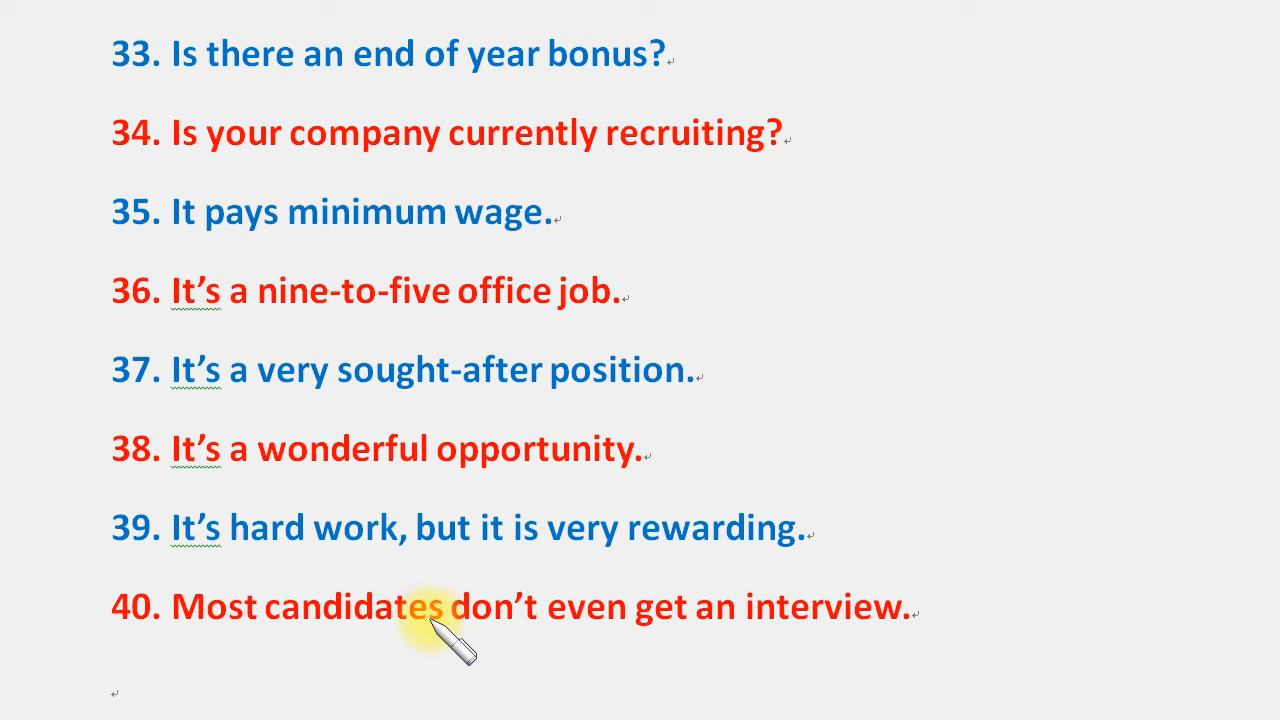 33. Is there an end of year bonus?
34. Is your company currently recruiting?
35. It pays minimum wage.
36. It’s a nine-to-five office job.
37. It’s a very sought-after position.
38. It’s a wonderful opportunity.
39. It’s hard work, but it is very rewarding.
40. Most candidates don’t even get an interview.